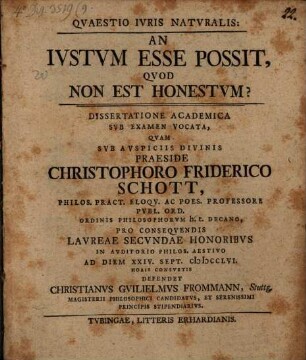 22.
QVAESTIO IVRIS NATVRALIS:
AN
IVSTVM ESSE POSSIT,
QVOD
NON EST HONESTVM?
DISSERTATIONE ACADEMICA
SVB EXAMEN VOCATA,
QVAM
SVB AVSPICIIS DIVINIS
PRAESIDE
CHRISTOPHORO FRIDERICO
SCHOTT,
PHILOS. PRACT. ELOQV. AC POES. PROFESSORE
PVBL. ORD.
ORDINIS PHILOSOPHORVM h. t. DECANO,
PRO CONSEQVENDIS
LAVREAE SECVNDAE HONORIBVS
IN AVDITORIO PHILOS. AESTIVO
AD DIEM XXIV. SEPT. CIↃIↃCCLVI.
HORIS CONSVETIS
DEFENDET
CHRISTIANVS GVILIELMVS FROMMANN, Stuttg.
MAGISTERII PHILOSOPHICI CANDIDATVS, ET SERENISSIMI
PRINCIPIS STIPENDIARIVS.
TVBINGAE, LITTERIS ERHARDIANIS.